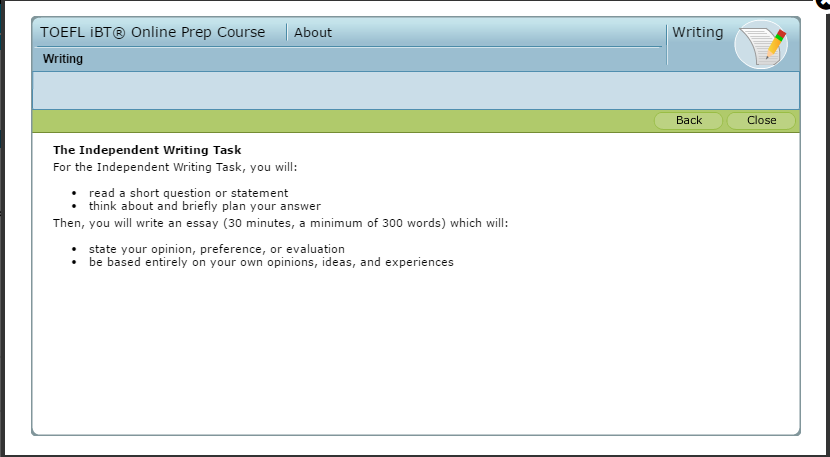 TOEFL iBT® Online Prep Course
About
Writing
Writing
Back
Close
The Independent Writing Task
For the Independent Writing Task, you will:
• read a short question or statement
• think about and briefly plan your answer
Then, you will write an essay (30 minutes, a minimum of 300 words) which will:
• state your opinion, preference, or evaluation
• be based entirely on your own opinions, ideas, and experiences